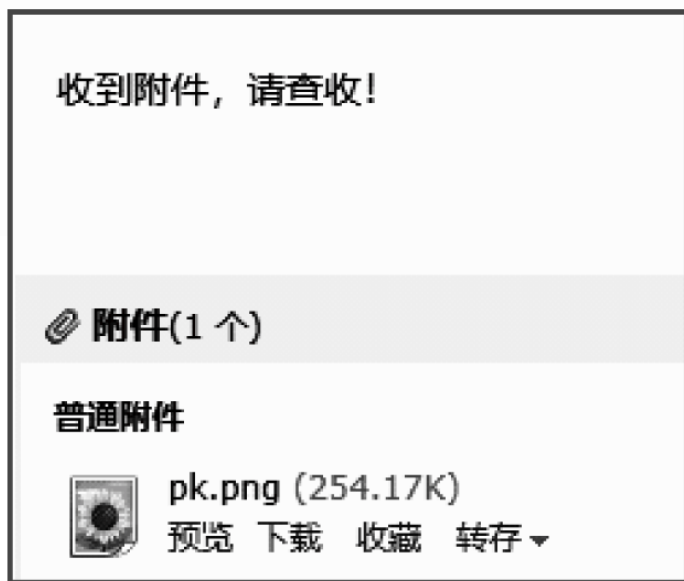 收到附件，请查收！
附件(1 个)
普通附件
pk.png (254.17K)
预览 下载 收藏 转存